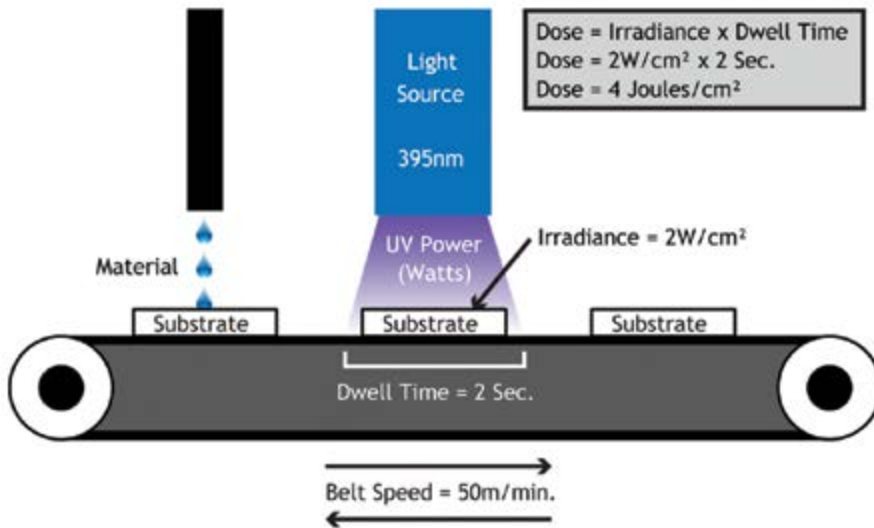 Dose = Irradiance x Dwell Time
Dose = 2W/cm² x 2 Sec.
Dose = 4 Joules/cm²
Light
Source
395nm
UV Power
(Watts)
Irradiance = 2W/cm²
Material
Substrate
Substrate
Substrate
Dwell Time = 2 Sec.
Belt Speed = 50m/min.